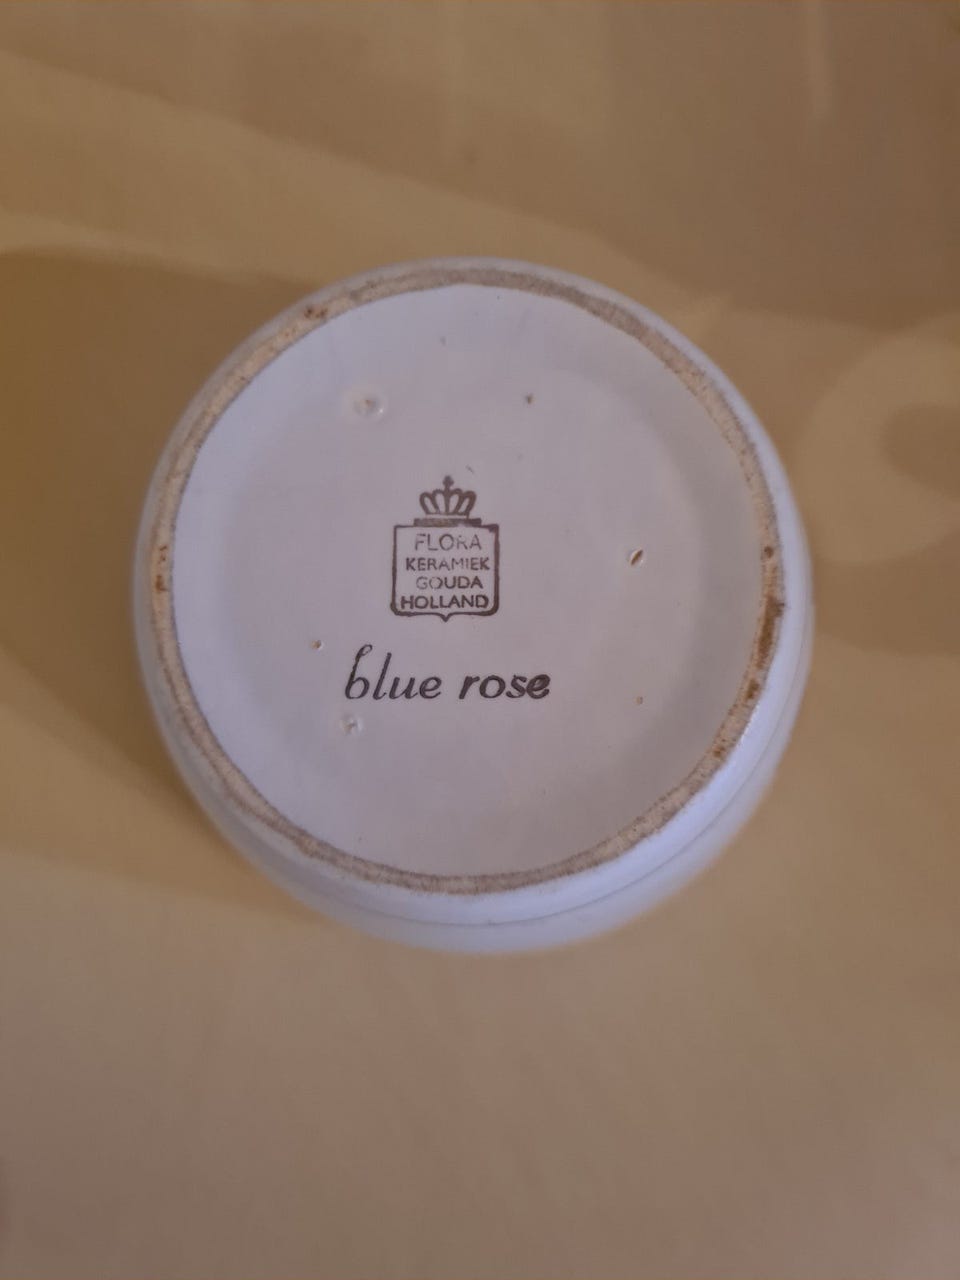 FLORA
KERAMIEK
GOUDA
HOLLAND
blue rose